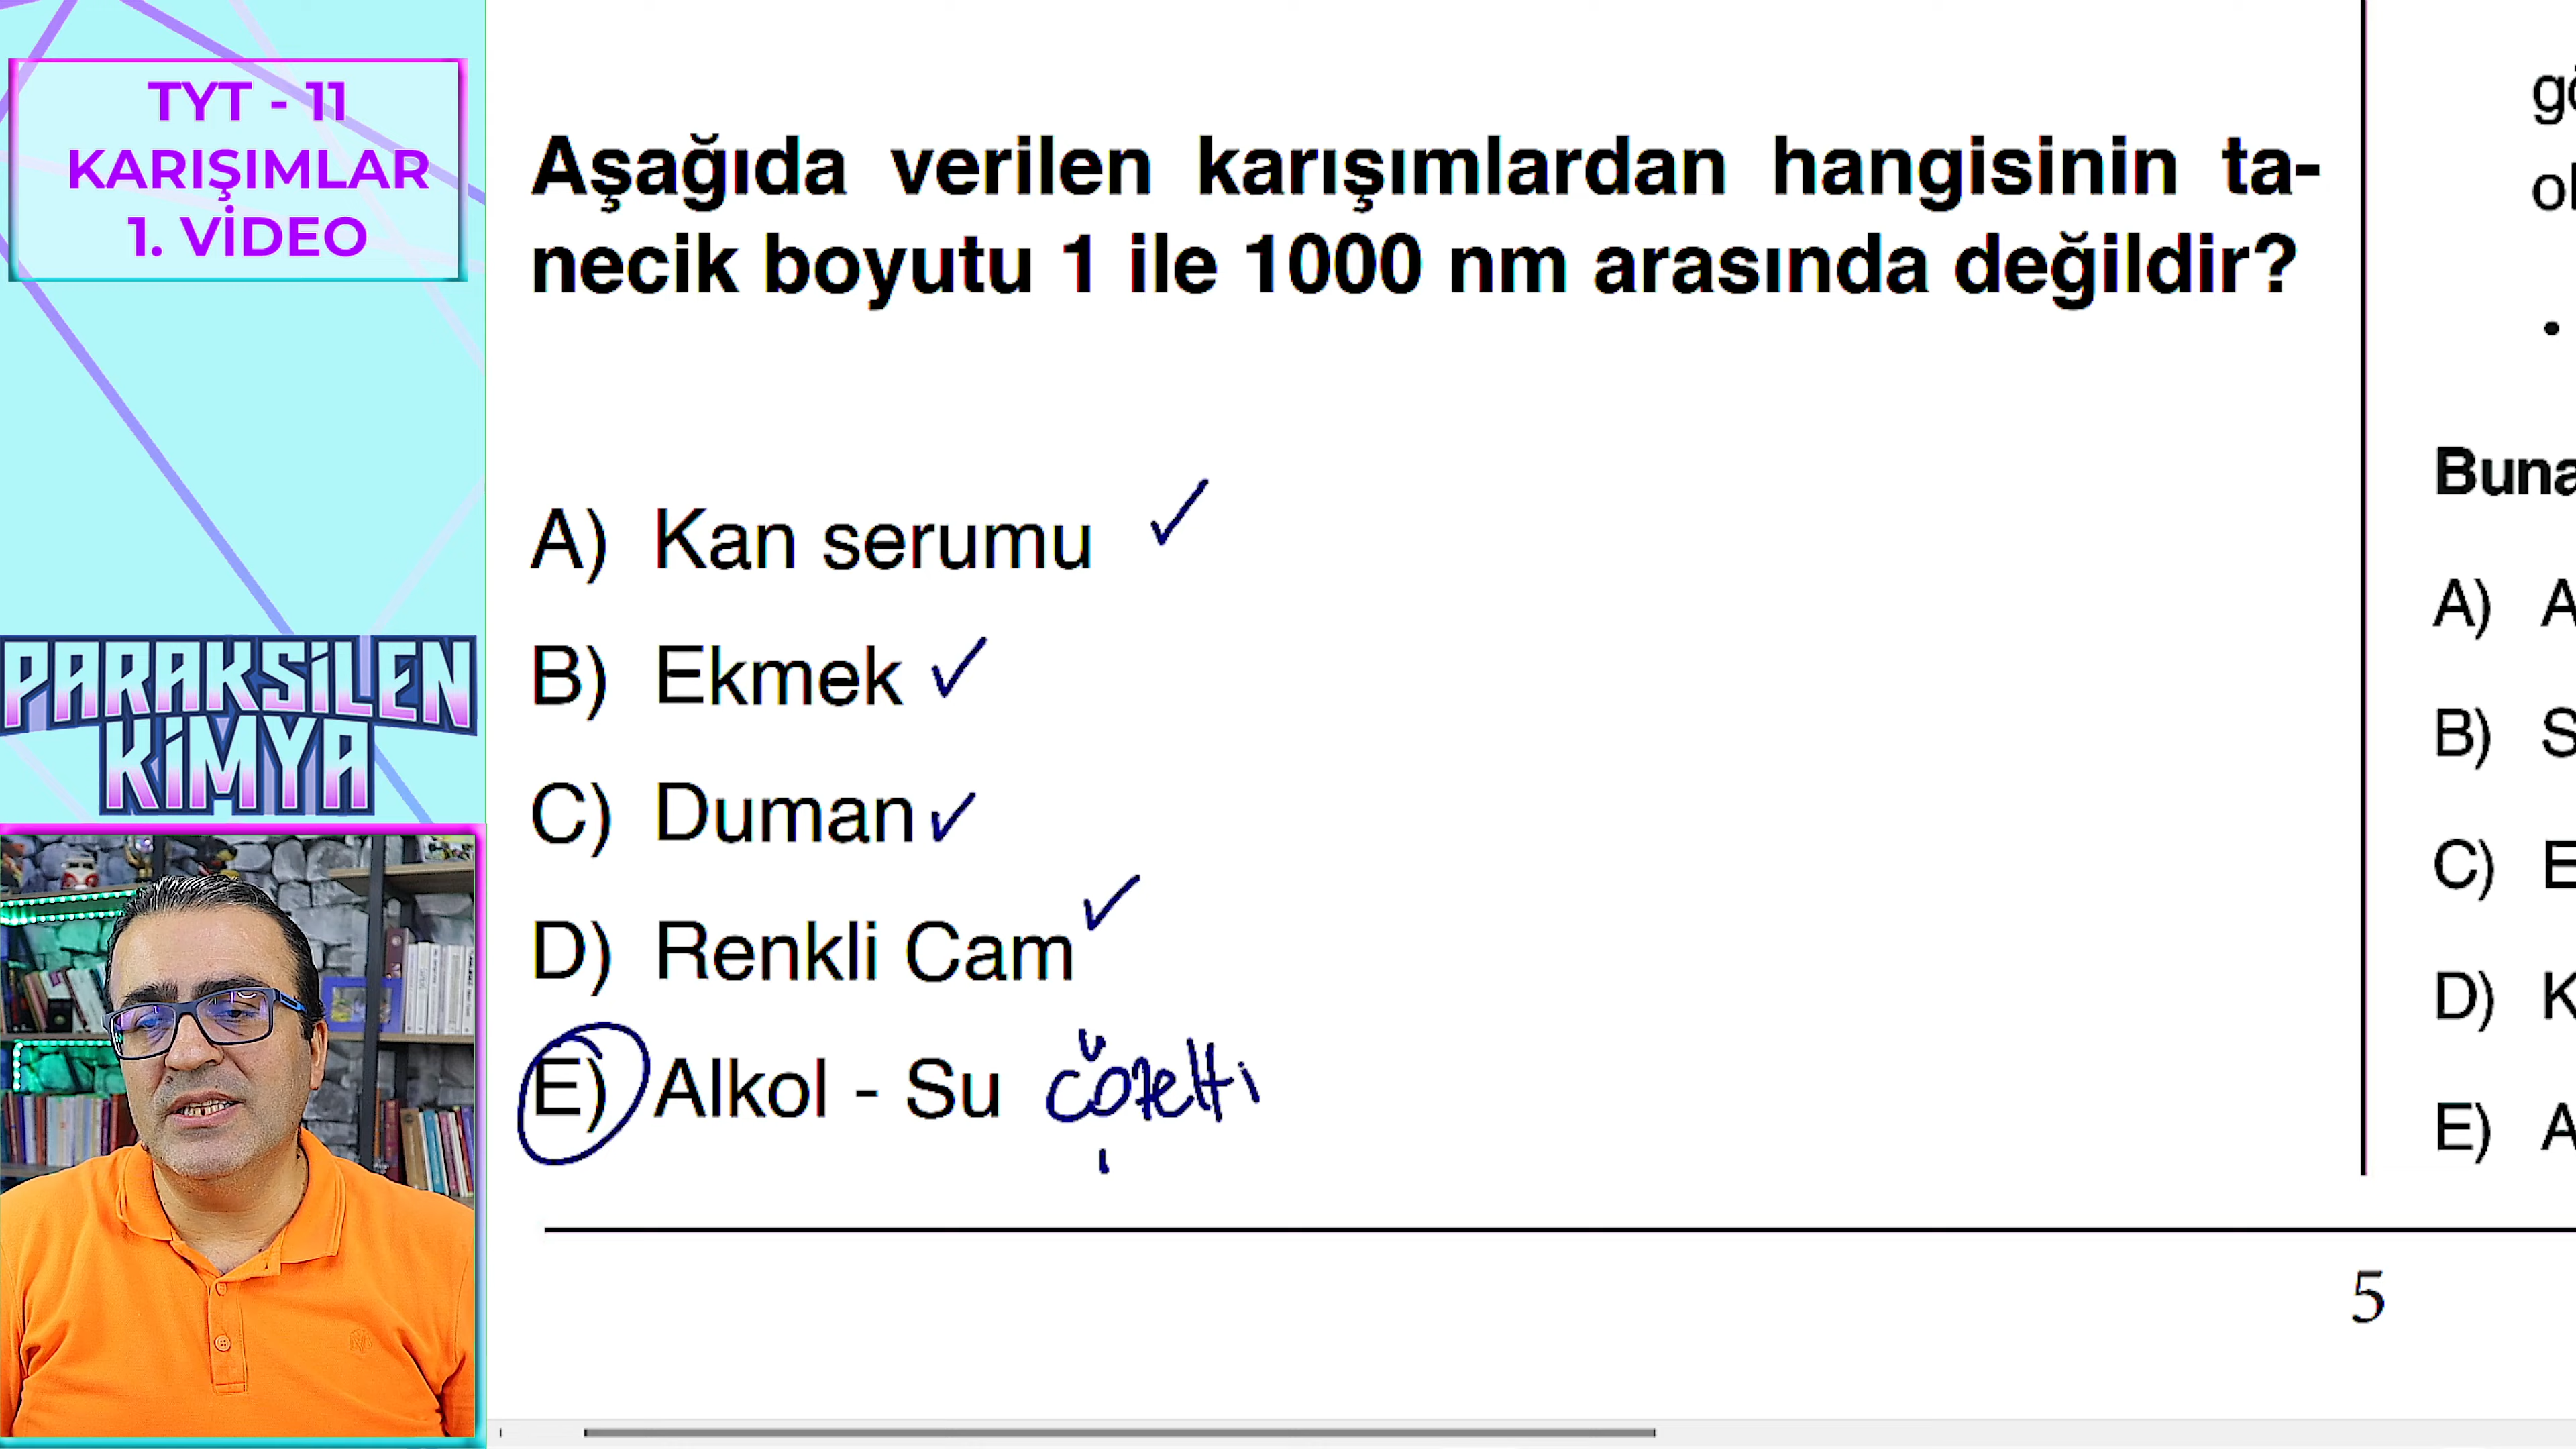 TYT - 11
KARIŞIMLAR
1. VİDEO
PARAKSİLEN
KİMYA
Aşağıda verilen karışımlardan hangisinin ta-
necik boyutu 1 ile 1000 nm arasında değildir?
A) Kan serumu
B) Ekmek
C) Duman
D) Renkli Cam
E) Alkol - Su çözelti
5
Buna
A) A
B) S
C) E
D) K
E) A